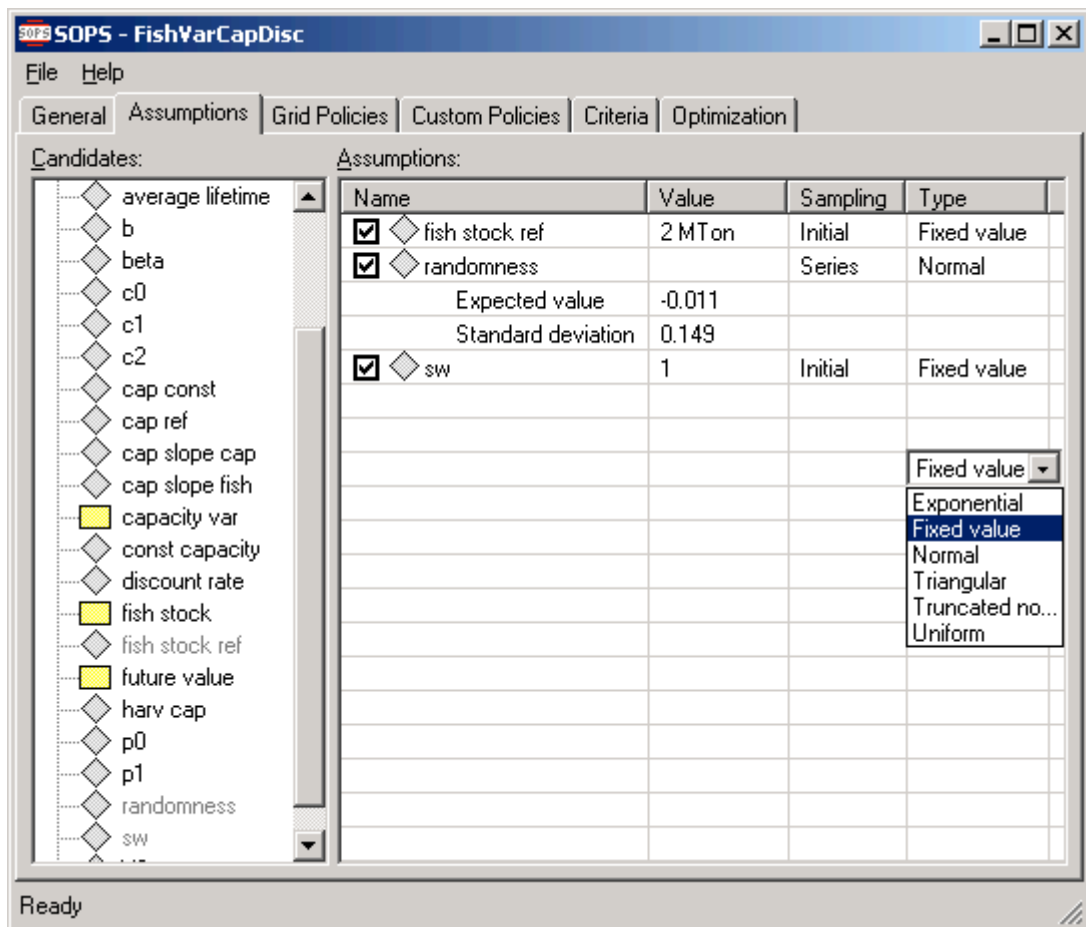 SOPS SOPS - FishVarCapDisc
File Help
General Assumptions Grid Policies Custom Policies Criteria Optimization
Candidates:
average lifetime
b
beta
c0
c1
c2
cap const
cap ref
cap slope cap
cap slope fish
capacity var
const capacity
discount rate
fish stock
fish stock ref
future value
harv cap
p0
p1
randomness
sw
Assumptions:
Name Value Sampling Type
fish stock ref 2 MTon Initial Fixed value
randomness Series Normal
Expected value -0.011
Standard deviation 0.149
sw 1 Initial Fixed value
Fixed value
Exponential
Fixed value
Normal
Triangular
Truncated no...
Uniform
Ready